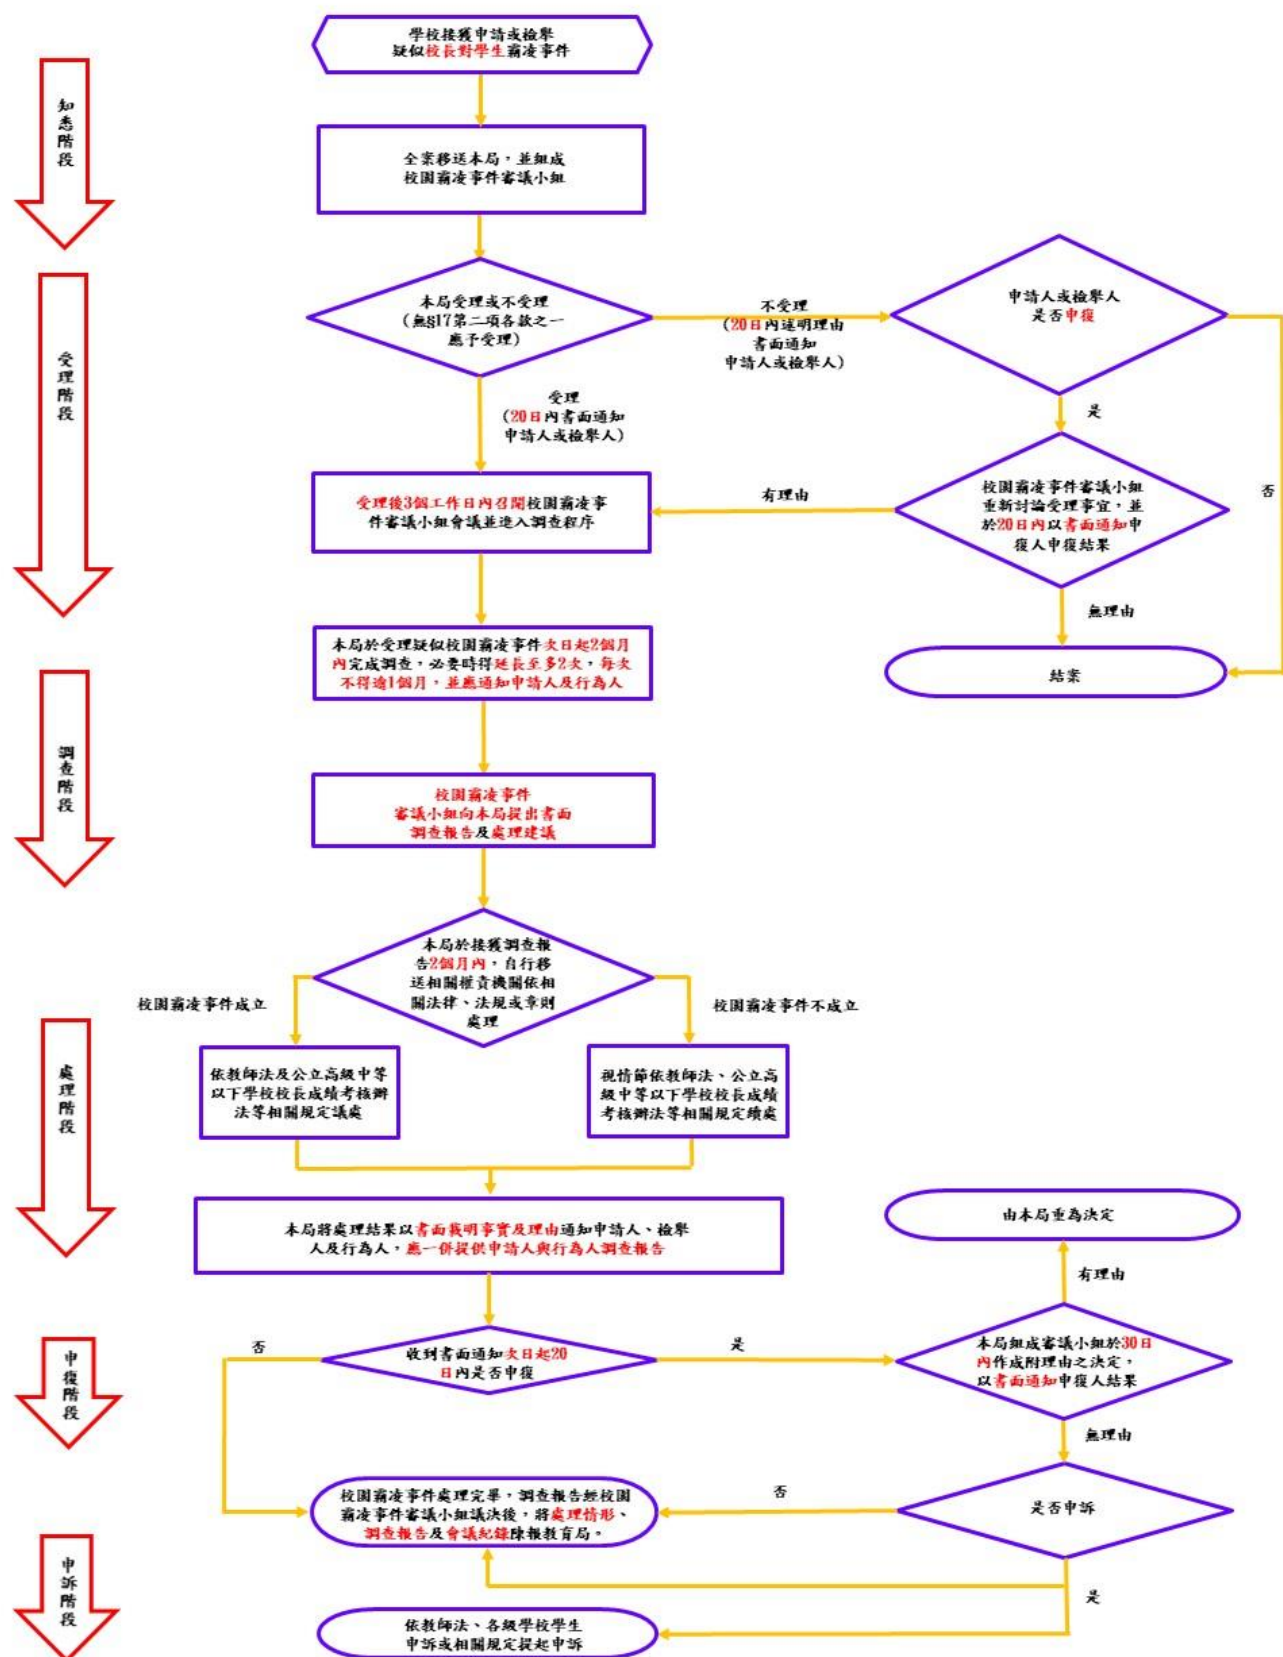 學校接獲申請或檢舉
疑似校長對學生霸凌事件
知悉階段
全案移送本局，並組成
校園霸凌事件審議小組
受理階段
本局受理或不受理
(無§17第二項各款之一
應予受理)
不受理
(20日內述明理由
書面通知
申請人或檢舉人)
申請人或檢舉人
是否申復
受理
(20日內書面通知
申請人或檢舉人)
是
否
受理後3個工作日內召開校園霸凌事
件審議小組會議並進入調查程序
有理由
校園霸凌事件審議小組
重新討論受理事宜，並
於20日內以書面通知申
復人申復結果
無理由
結案
調查階段
本局於受理疑似校園霸凌事件次日起2個月
內完成調查，必要時得延長至多2次，每次
不得逾1個月，並應通知申請人及行為人
校園霸凌事件
審議小組向本局提出書面
調查報告及處理建議
處理階段
本局於接獲調查報
告2個月內，自行移
送相關權責機關依相
關法律、法規或章則
處理
校園霸凌事件成立
校園霸凌事件不成立
依教師法及公立高級中等
以下學校校長成績考核辦
法等相關規定議處
視情節依教師法、公立高
級中等以下學校校長成績
考核辦法等相關規定續處
本局將處理結果以書面載明事實及理由通知申請人、檢舉
人及行為人，應一併提供申請人與行為人調查報告
由本局重為決定
有理由
申復階段
否
收到書面通知次日起20
日內是否申復
是
本局組成審議小組於30日
內作成附理由之決定，
以書面通知申復人結果
無理由
校園霸凌事件處理完畢，調查報告經校園
霸凌事件審議小組議決後，將處理情形、
調查報告及會議紀錄陳報教育局。
否
是否申訴
是
申訴階段
依教師法、各級學校學生
申訴或相關規定提起申訴